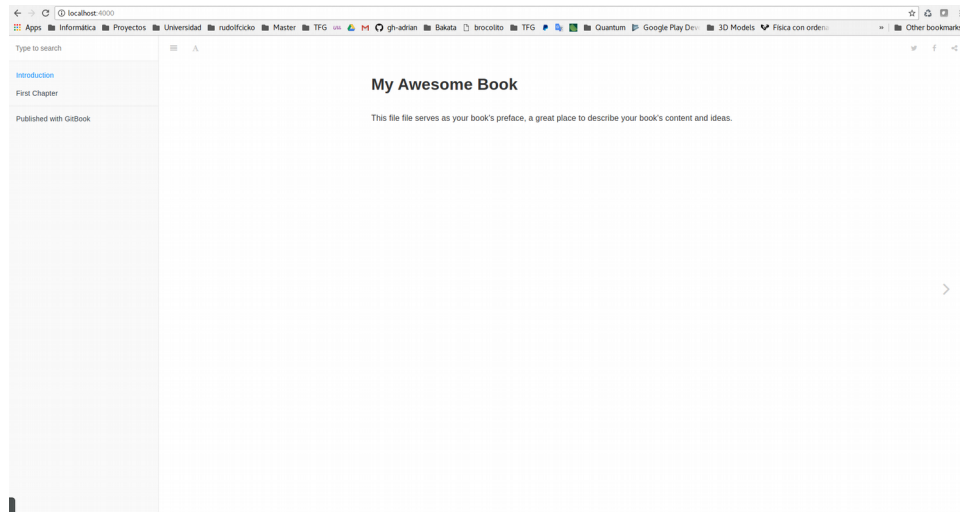 localhost:4000
Apps Informática Proyectos Universidad rudolfcicko Master TFG gh-adrian Bakata brocolito TFG Quantum Google Play Dev 3D Models Física con ordena » Other bookmarks
Type to search A
Introduction
First Chapter
Published with GitBook
My Awesome Book
This file file serves as your book's preface, a great place to describe your book's content and ideas.